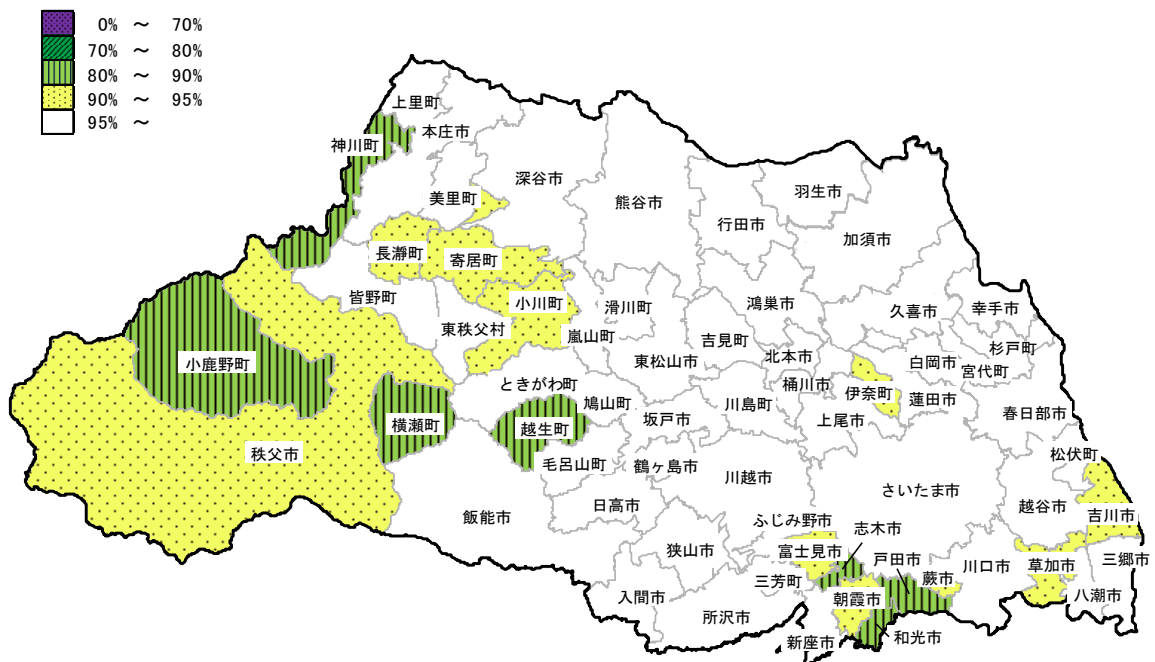 0% ～ 70%
70% ～ 80%
80% ～ 90%
90% ～ 95%
95% ～
上里町
本庄市
神川町
深谷市
美里町
熊谷市
羽生市
行田市
加須市
長瀞町
寄居町
皆野町
小川町
滑川町
鴻巣市
久喜市
幸手市
東秩父村
嵐山町
吉見町
杉戸町
小鹿野町
東松山市
北本市
白岡市
宮代町
ときがわ町
桶川市
伊奈町
蓮田市
鳩山町
川島町
春日部市
横瀬町
越生町
坂戸市
上尾市
秩父市
毛呂山町
鶴ヶ島市
川越市
松伏町
さいたま市
日高市
越谷市
吉川市
飯能市
ふじみ野市
志木市
狭山市
富士見市
戸田市
三郷市
川口市
草加市
三芳町
蕨市
入間市
朝霞市
八潮市
所沢市
新座市
和光市